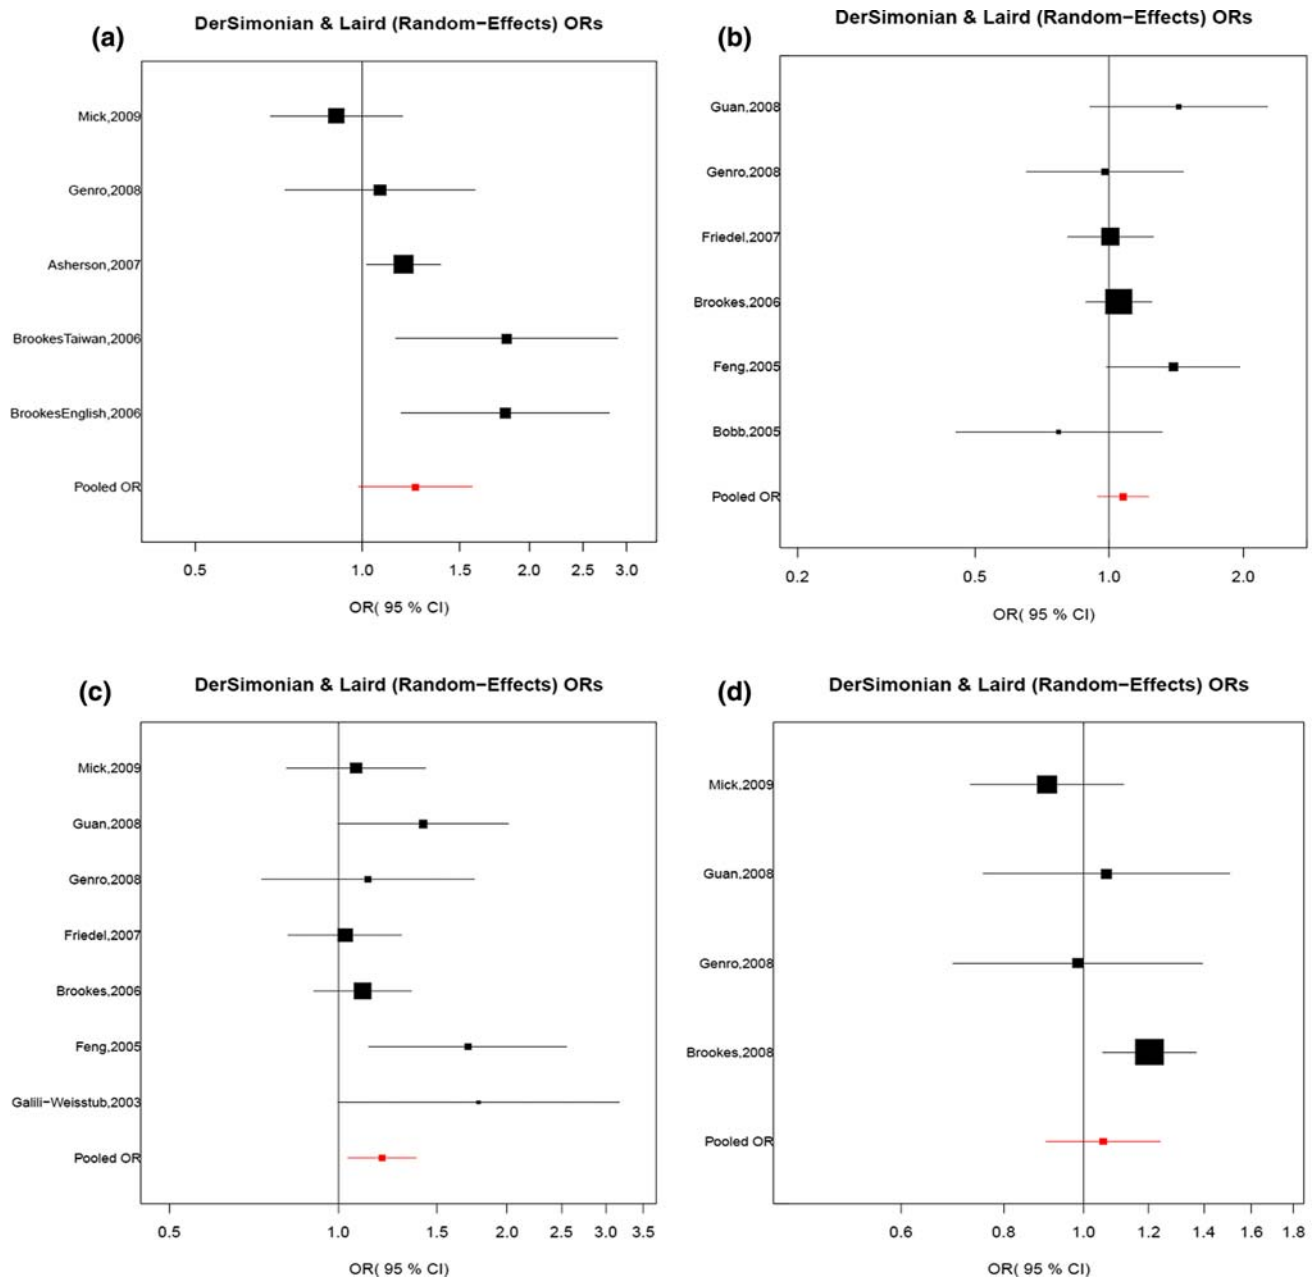 (a)
DerSimonian & Laird (Random−Effects) ORs
Mick,2009
Genro,2008
Asherson,2007
BrookesTaiwan,2006
BrookesEnglish,2006
Pooled OR
0.5 1.0 1.5 2.0 2.5 3.0
OR( 95 % CI)
(b)
DerSimonian & Laird (Random−Effects) ORs
Guan,2008
Genro,2008
Friedel,2007
Brookes,2006
Feng,2005
Bobb,2005
Pooled OR
0.2 0.5 1.0 2.0
OR( 95 % CI)
(c)
DerSimonian & Laird (Random−Effects) ORs
Mick,2009
Guan,2008
Genro,2008
Friedel,2007
Brookes,2006
Feng,2005
Galili−Weisstub,2003
Pooled OR
0.5 1.0 1.5 2.0 2.5 3.0 3.5
OR( 95 % CI)
(d)
DerSimonian & Laird (Random−Effects) ORs
Mick,2009
Guan,2008
Genro,2008
Brookes,2008
Pooled OR
0.6 0.8 1.0 1.2 1.4 1.6 1.8
OR( 95 % CI)